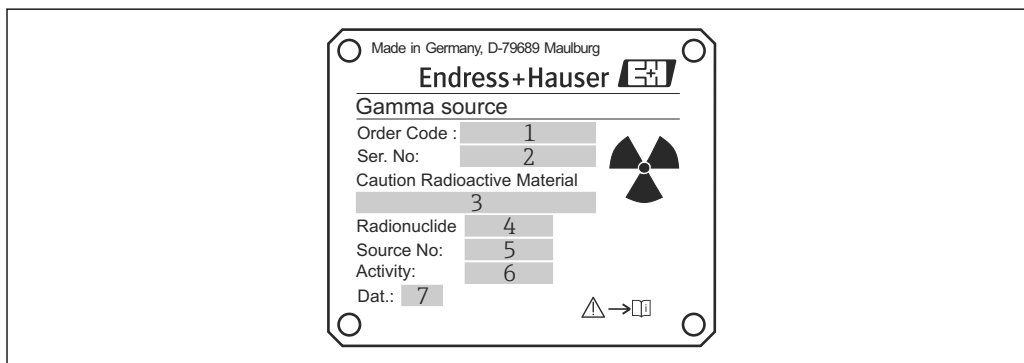 Made in Germany, D-79689 Maulburg
Endress+Hauser
Gamma source
Order Code : 1
Ser. No: 2
Caution Radioactive Material
3
Radionuclide 4
Source No: 5
Activity: 6
Dat.: 7